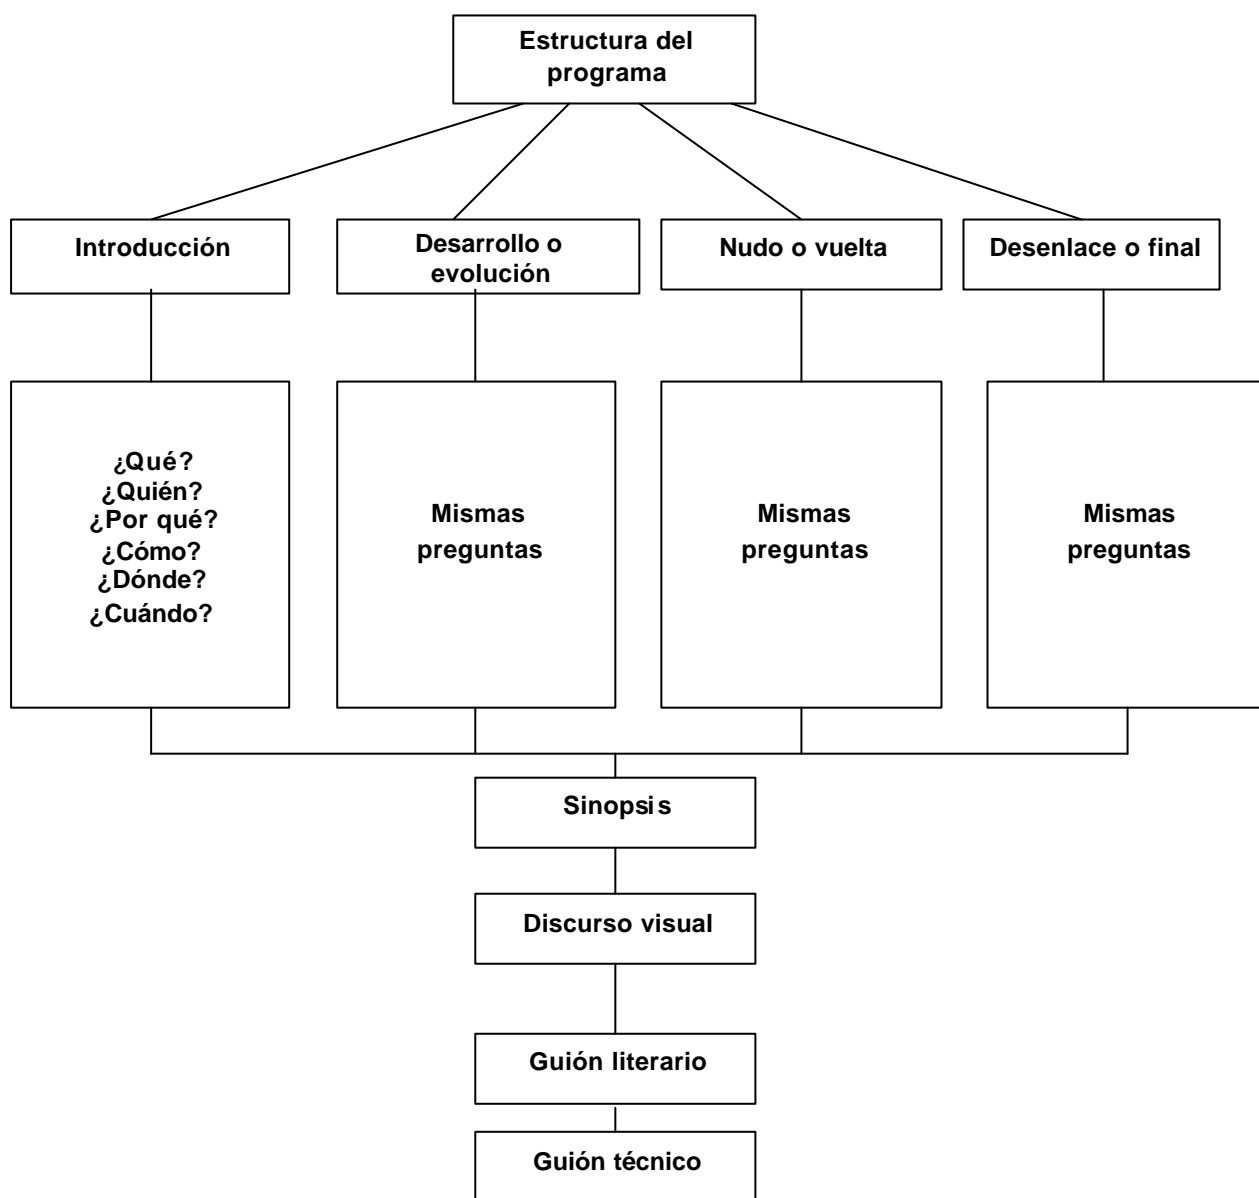 Estructura del
programa
Introducción
Desarrollo o
evolución
Nudo o vuelta
Desenlace o final
¿Qué?
¿Quién?
¿Por qué?
¿Cómo?
¿Dónde?
¿Cuándo?
Mismas
preguntas
Mismas
preguntas
Mismas
preguntas
Sinopsis
Discurso visual
Guión literario
Guión técnico